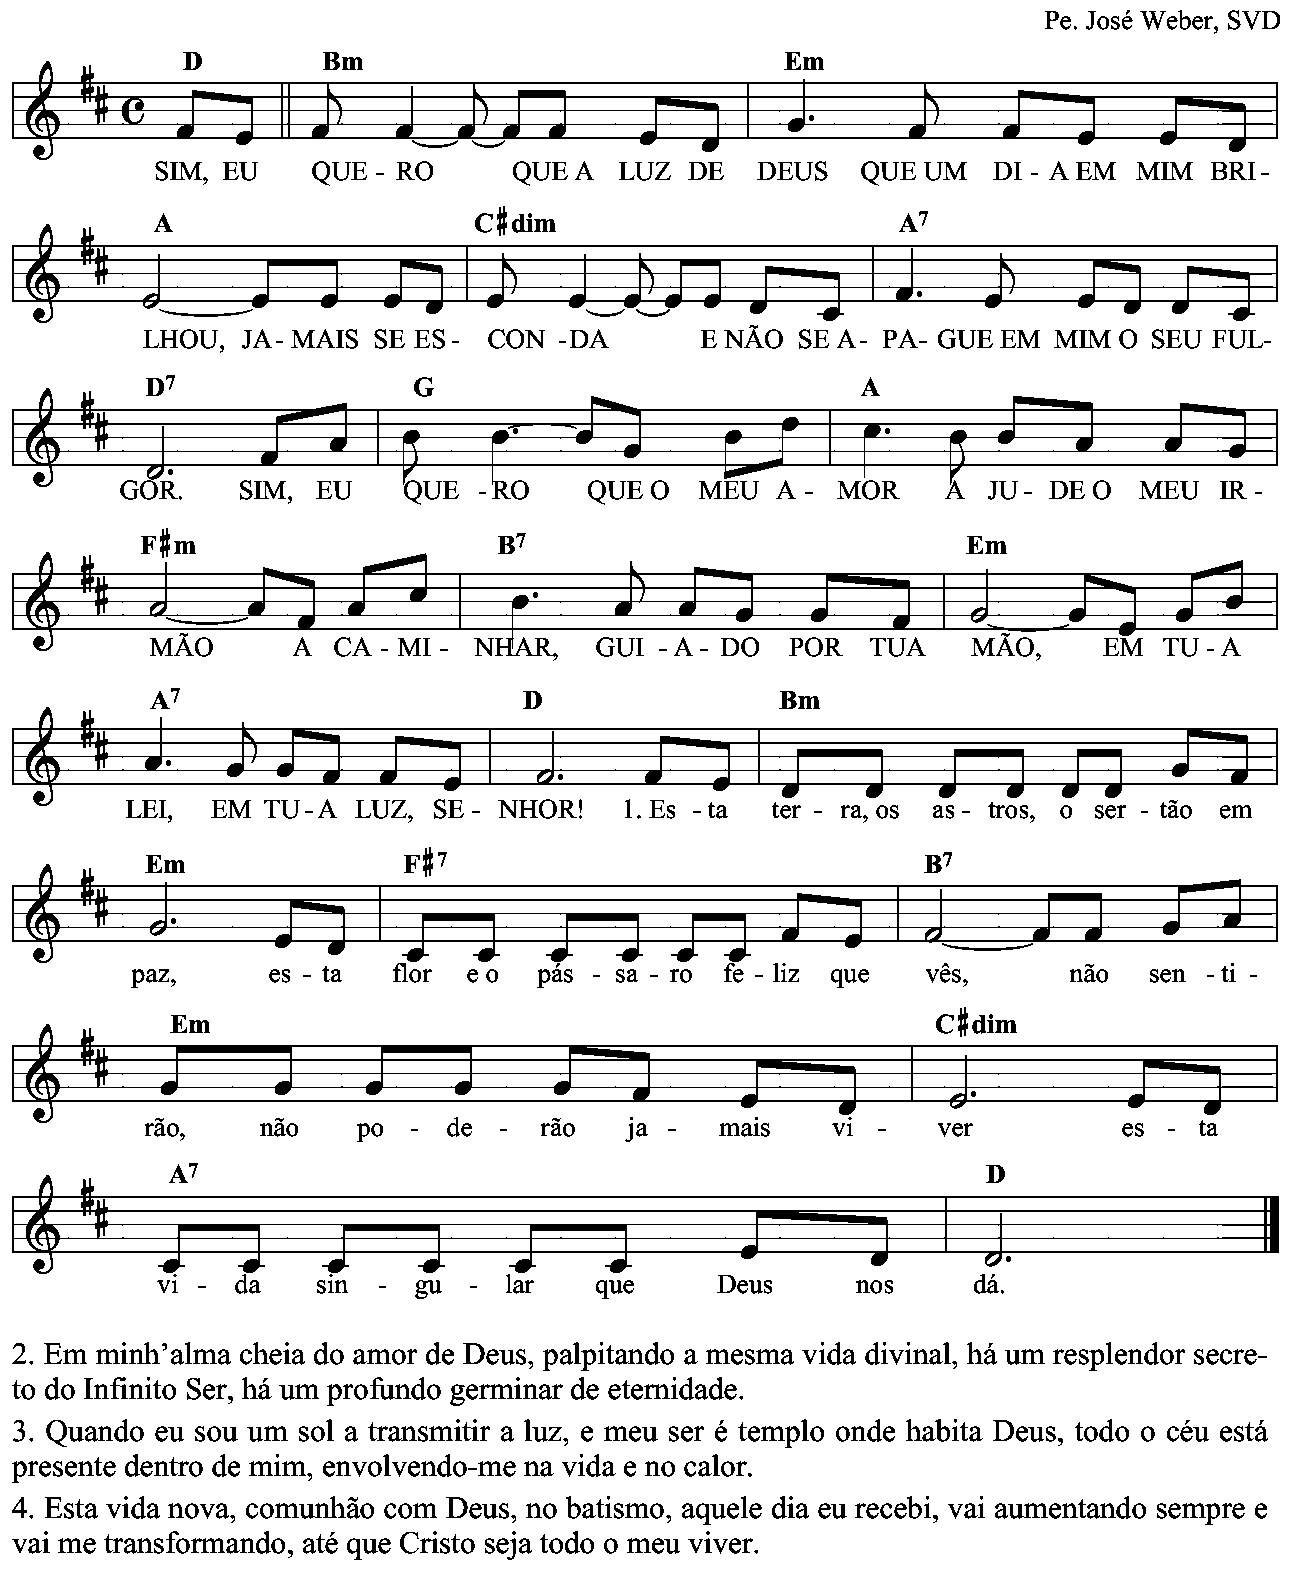 Pe. José Weber, SVD
D Bm Em
SIM, EU QUE - RO QUE A LUZ DE DEUS QUE UM DI - A EM MIM BRI-
A C#dim A7
LHOU, JA - MAIS SE ES - CON - DA E NÃO SE A - PA- GUE EM MIM O SEU FUL-
D7 G A
GOR. SIM, EU QUE - RO QUE O MEU A - MOR A JU - DE O MEU IR-
F#m B7 Em
MÃO A CA - MI - NHAR, GUI - A - DO POR TUA MÃO, EM TU - A
A7 D Bm
LEI, EM TU - A LUZ, SE - NHOR! 1. Es - ta ter - ra, os as - tros, o ser - tão em
Em F#7 B7
paz, es - ta flor e o pás - sa - ro fe - liz que vês, não sen - ti -
Em C#dim
rão, não po - de - rão ja - mais vi - ver es - ta
A7 D
vi - da sin - gu - lar que Deus nos dá.
2. Em minh’alma cheia do amor de Deus, palpitando a mesma vida divinal, há um resplendor secre-
to do Infinito Ser, há um profundo germinar de eternidade.
3. Quando eu sou um sol a transmitir a luz, e meu ser é templo onde habita Deus, todo o céu está
presente dentro de mim, envolvendo-me na vida e no calor.
4. Esta vida nova, comunhão com Deus, no batismo, aquele dia eu recebi, vai aumentando sempre e
vai me transformando, até que Cristo seja todo o meu viver.